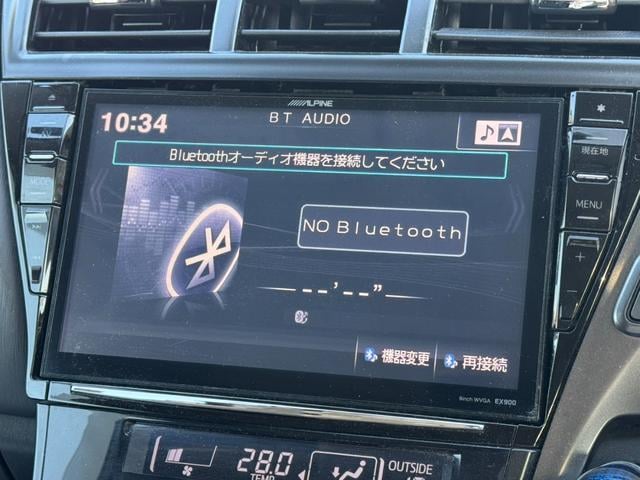 ALPINE
10:34
BT AUDIO
Bluetoothオーディオ機器を接続してください
NO Bluetooth
--'--"
機器変更
再接続
9inch WVGA EX900
MODE
現在地
MENU
+
-
28.0
TEMP
OUTSIDE